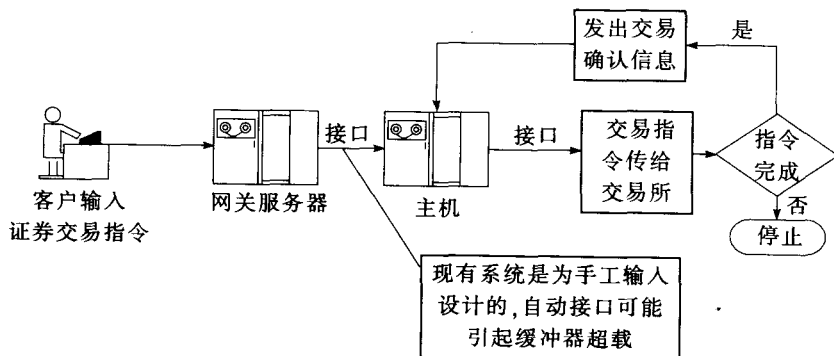 发出交易
确认信息
是
接口
接口
交易指
令传给
交易所
指令
完成
否
停止
客户输入
证券交易指令
网关服务器
主机
现有系统是为手工输入
设计的,自动接口可能
引起缓冲器超载